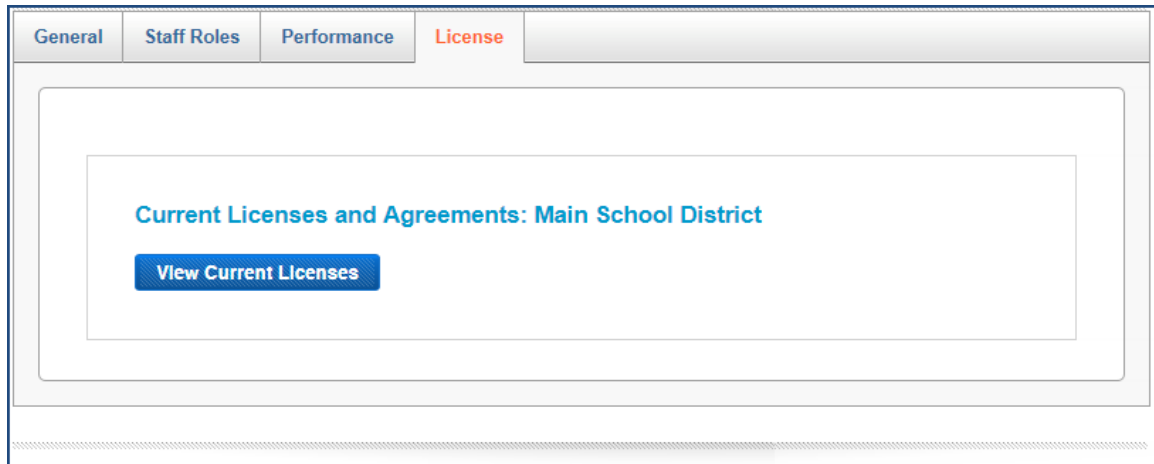 General Staff Roles Performance License
Current Licenses and Agreements: Main School District
View Current Licenses